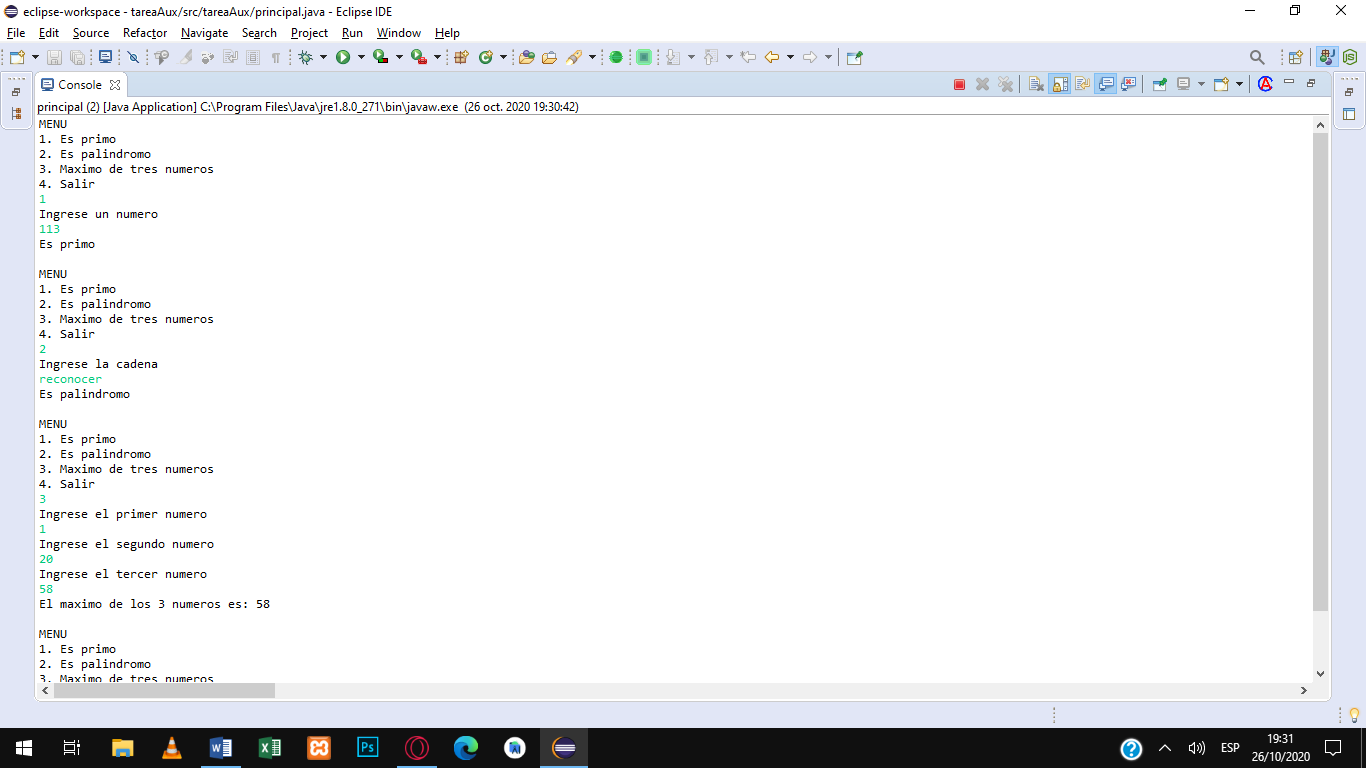 eclipse-workspace - tareaAux/src/tareaAux/principal.java - Eclipse IDE
File Edit Source Refactor Navigate Search Project Run Window Help
Console
principal (2) [Java Application] C:\Program Files\Java\jre1.8.0_271\bin\javaw.exe (26 oct. 2020 19:30:42)
MENU
1. Es primo
2. Es palindromo
3. Maximo de tres numeros
4. Salir
1
Ingrese un numero
113
Es primo
MENU
1. Es primo
2. Es palindromo
3. Maximo de tres numeros
4. Salir
2
Ingrese la cadena
reconocer
Es palindromo
MENU
1. Es primo
2. Es palindromo
3. Maximo de tres numeros
4. Salir
3
Ingrese el primer numero
1
Ingrese el segundo numero
20
Ingrese el tercer numero
58
El maximo de los 3 numeros es: 58
MENU
1. Es primo
2. Es palindromo
3. Maximo de tres numeros
ESP
19:31
26/10/2020